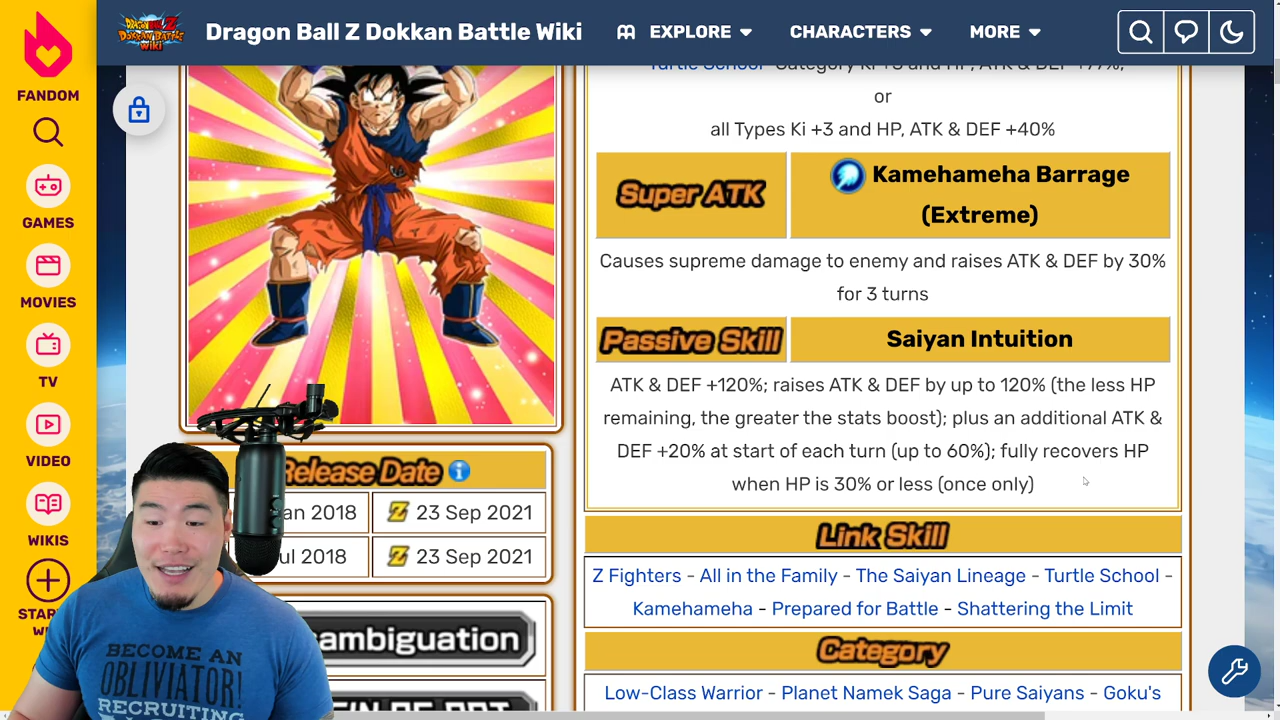 Dragon Ball Z Dokkan Battle Wiki
EXPLORE
CHARACTERS
MORE
FANDOM
GAMES
MOVIES
TV
VIDEO
WIKIS
or
all Types Ki +3 and HP, ATK & DEF +40%
Super ATK
Kamehameha Barrage
(Extreme)
Causes supreme damage to enemy and raises ATK & DEF by 30%
for 3 turns
Passive Skill
Saiyan Intuition
ATK & DEF +120%; raises ATK & DEF by up to 120% (the less HP
remaining, the greater the stats boost); plus an additional ATK &
DEF +20% at start of each turn (up to 60%); fully recovers HP
when HP is 30% or less (once only)
Release Date
2018
Z 23 Sep 2021
2018
Z 23 Sep 2021
Link Skill
Z Fighters - All in the Family - The Saiyan Lineage - Turtle School -
Kamehameha - Prepared for Battle - Shattering the Limit
Category
Low-Class Warrior - Planet Namek Saga - Pure Saiyans - Goku's
BECOME AN
OBLIVIATOR!
RECRUITING